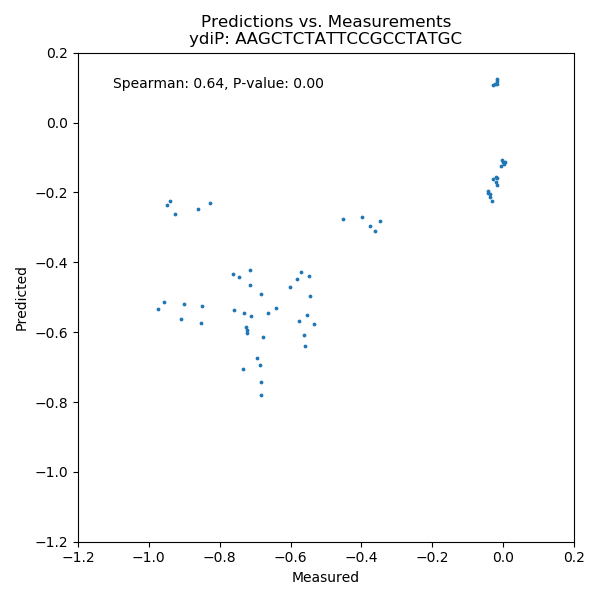 Predictions vs. Measurements
ydiP: AAGCTCTATTCCGCCTATGC
Spearman: 0.64, P-value: 0.00
0.2
0.0
−0.2
−0.4
−0.6
−0.8
−1.0
−1.2
Predicted
−1.2 −1.0 −0.8 −0.6 −0.4 −0.2 0.0 0.2
Measured